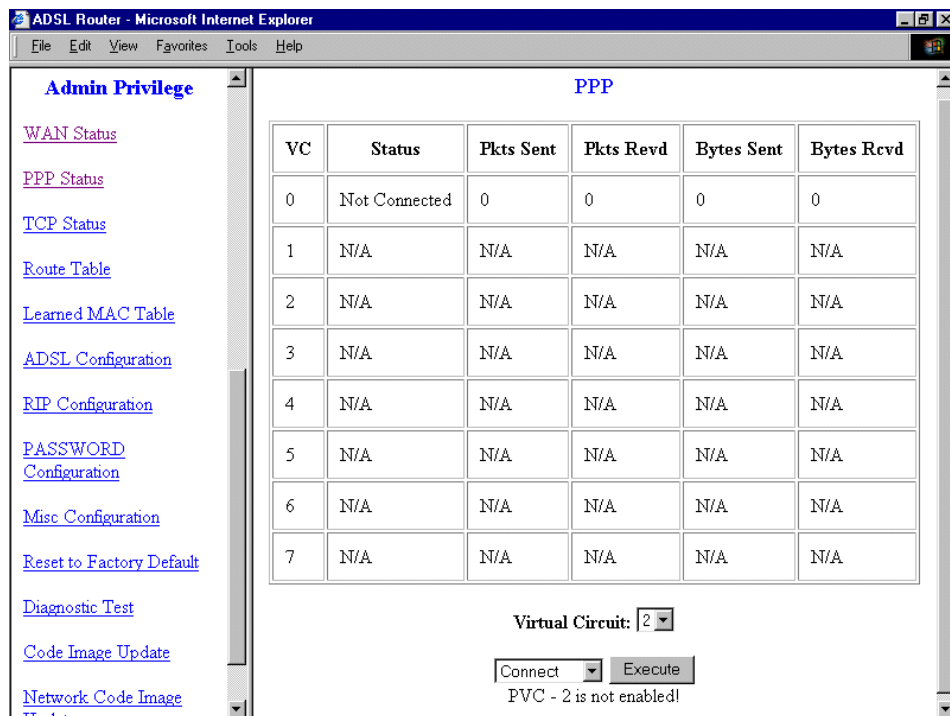 ADSL Router - Microsoft Internet Explorer
File Edit View Favorites Tools Help
Admin Privilege
WAN Status
PPP Status
TCP Status
Route Table
Learned MAC Table
ADSL Configuration
RIP Configuration
PASSWORD
Configuration
Misc Configuration
Reset to Factory Default
Diagnostic Test
Code Image Update
Network Code Image
PPP
VC Status Pkts Sent Pkts Revd Bytes Sent Bytes Rcvd
0 Not Connected 0 0 0 0
1 N/A N/A N/A N/A N/A
2 N/A N/A N/A N/A N/A
3 N/A N/A N/A N/A N/A
4 N/A N/A N/A N/A N/A
5 N/A N/A N/A N/A N/A
6 N/A N/A N/A N/A N/A
7 N/A N/A N/A N/A N/A
Virtual Circuit: 2
Connect Execute
PVC - 2 is not enabled!